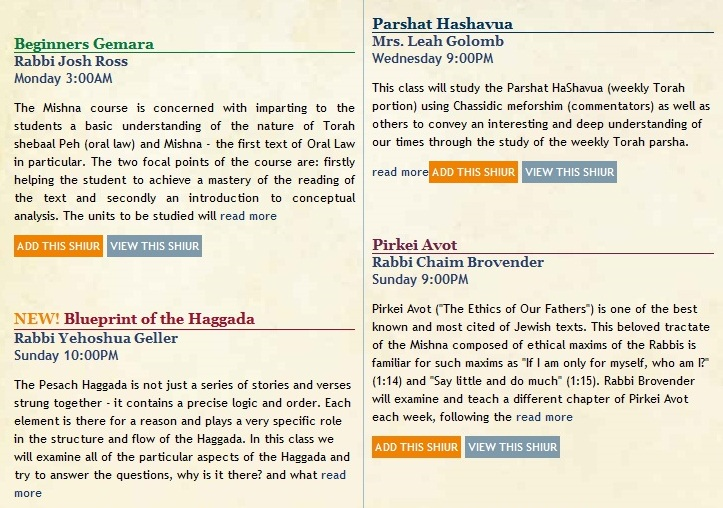 Beginners Gemara
Rabbi Josh Ross
Monday 3:00AM
The Mishna course is concerned with imparting to the
students a basic understanding of the nature of Torah
shebaal Peh (oral law) and Mishna - the first text of Oral Law
in particular. The two focal points of the course are: firstly
helping the student to achieve a mastery of the reading of
the text and secondly an introduction to conceptual
analysis. The units to be studied will read more
ADD THIS SHIUR VIEW THIS SHIUR
NEW! Blueprint of the Haggada
Rabbi Yehoshua Geller
Sunday 10:00PM
The Pesach Haggada is not just a series of stories and verses
strung together - it contains a precise logic and order. Each
element is there for a reason and plays a very specific role
in the structure and flow of the Haggada. In this class we
will examine all of the particular aspects of the Haggada and
try to answer the questions, why is it there? and what read
more
Parshat Hashavua
Mrs. Leah Golomb
Wednesday 9:00PM
This class will study the Parshat HaShavua (weekly Torah
portion) using Chassidic meforshim (commentators) as well as
others to convey an interesting and deep understanding of
our times through the study of the weekly Torah parsha.
read more ADD THIS SHIUR VIEW THIS SHIUR
Pirkei Avot
Rabbi Chaim Brovender
Sunday 9:00PM
Pirkei Avot ("The Ethics of Our Fathers") is one of the best
known and most cited of Jewish texts. This beloved tractate
of the Mishna composed of ethical maxims of the Rabbis is
familiar for such maxims as "If I am only for myself, who am I?"
(1:14) and "Say little and do much" (1:15). Rabbi Brovender
will examine and teach a different chapter of Pirkei Avot
each week, following the read more
ADD THIS SHIUR VIEW THIS SHIUR